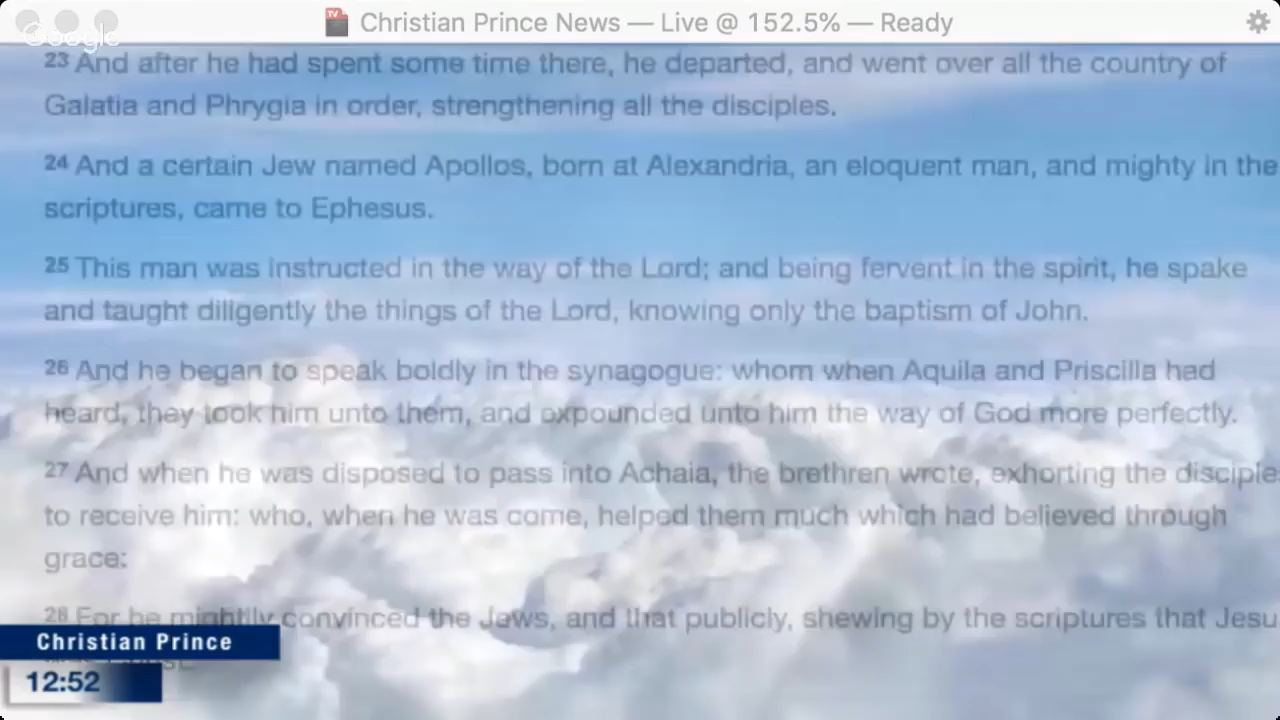 Christian Prince News — Live @ 152.5% — Ready
Google
23 And after he had spent some time there, he departed, and went over all the country of
Galatia and Phrygia in order, strengthening all the disciples.
24 And a certain Jew named Apollos, born at Alexandria, an eloquent man, and mighty in the
scriptures, came to Ephesus.
25 This man was instructed in the way of the Lord; and being fervent in the spirit, he spake
and taught diligently the things of the Lord, knowing only the baptism of John.
26 And he began to speak boldly in the synagogue: whom when Aquila and Priscilla had
heard, they took him unto them, and expounded unto him the way of God more perfectly.
27 And when he was disposed to pass into Achaia, the brethren wrote, exhorting the disciple
to receive him: who, when he was come, helped them much which had believed through
grace:
28 For he mightily convinced the Jews, and that publicly, shewing by the scriptures that Jesu
Christian Prince
12:52